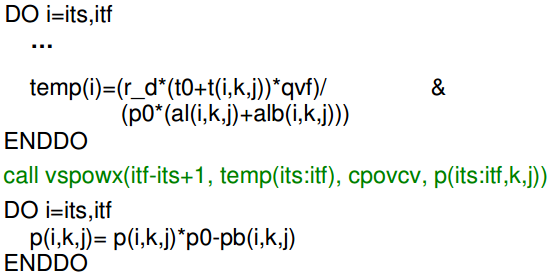 DO i=its,itf
...
temp(i)=(r_d*(t0+t(i,k,j))*qvf)/ &
(p0*(al(i,k,j)+alb(i,k,j)))
ENDDO
call vspowx(itf-its+1, temp(its:itf), cpovcv, p(its:itf,k,j))
DO i=its,itf
p(i,k,j)= p(i,k,j)*p0-pb(i,k,j)
ENDDO